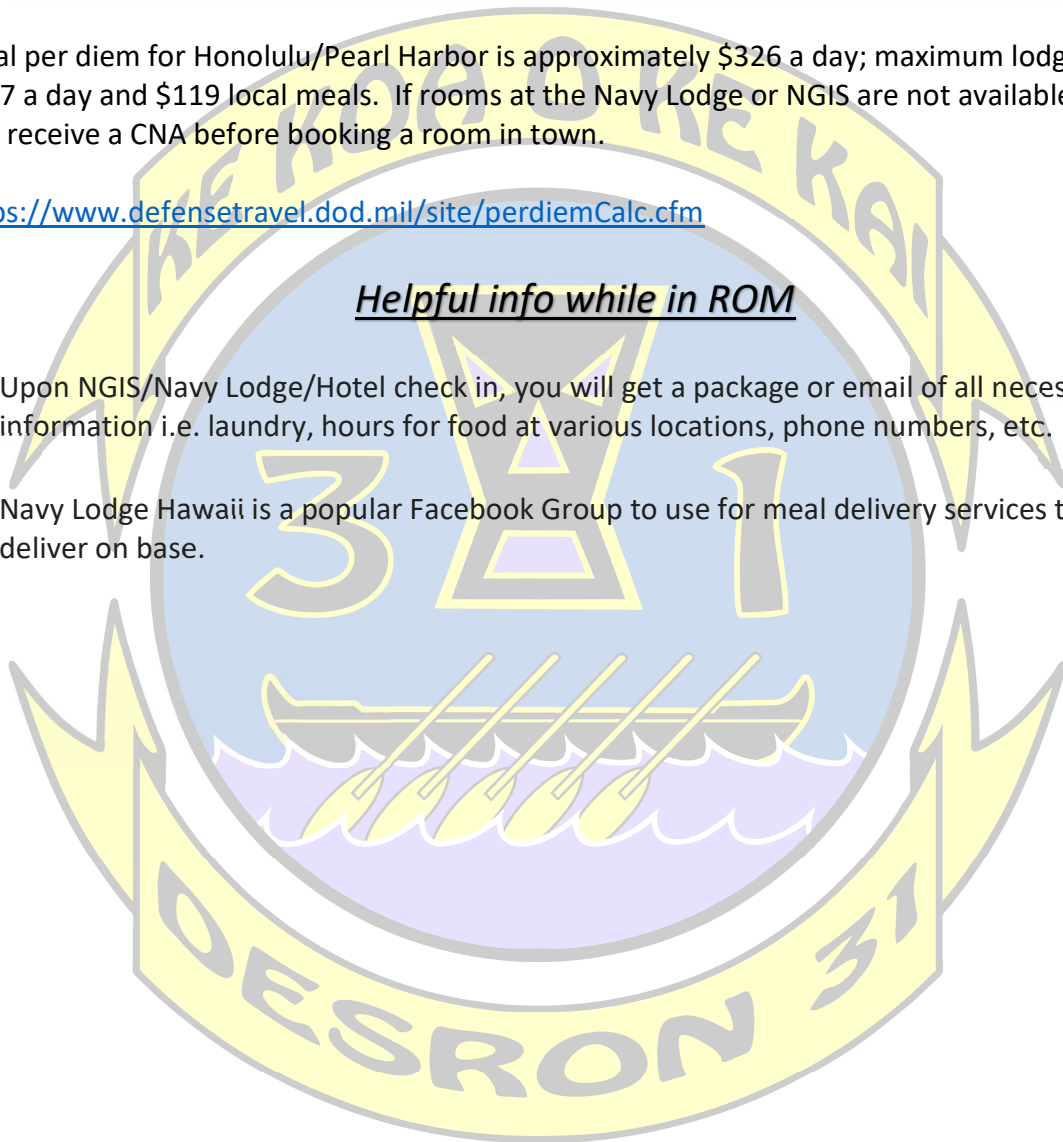 al per diem for Honolulu/Pearl Harbor is approximately $326 a day; maximum lodg
7 a day and $119 local meals.  If rooms at the Navy Lodge or NGIS are not available
receive a CNA before booking a room in town.
ps://www.defensetravel.dod.mil/site/perdiemCalc.cfm
Helpful info while in ROM
Upon NGIS/Navy Lodge/Hotel check in, you will get a package or email of all neces
information i.e. laundry, hours for food at various locations, phone numbers, etc.
Navy Lodge Hawaii is a popular Facebook Group to use for meal delivery services t
deliver on base.
KE KOA O KE KAI
3 1
DESRON 31